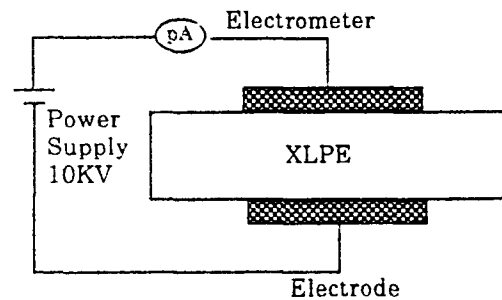 Electrometer
pA
Power
Supply
10KV
XLPE
Electrode